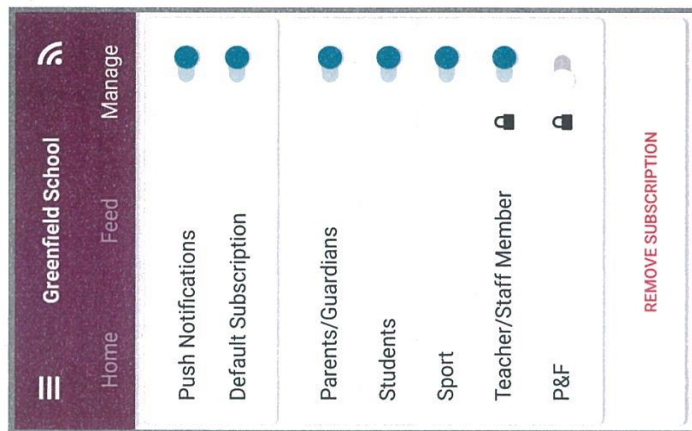 Greenfield School
Home Feed Manage
Push Notifications
Default Subscription
Parents/Guardians
Students
Sport
Teacher/Staff Member
P&F
REMOVE SUBSCRIPTION